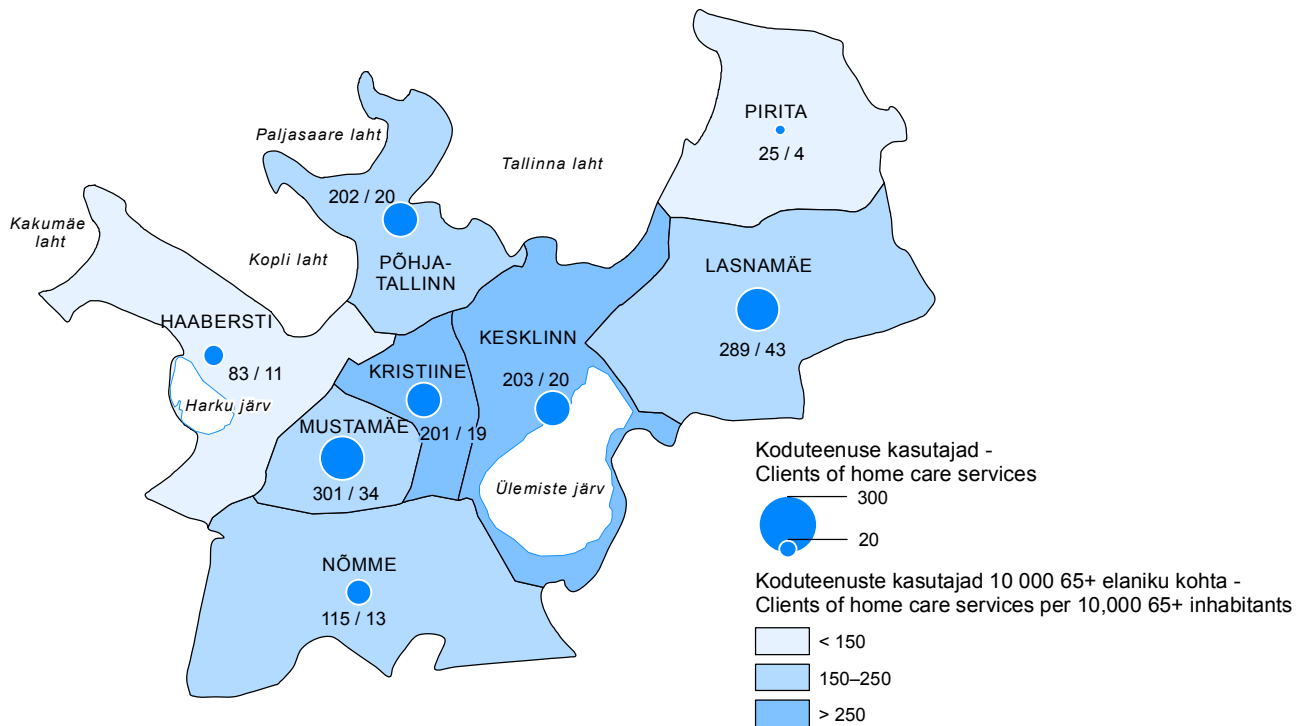 PIRITA
25 / 4
Paljasaare laht
Tallinna laht
202 / 20
Kakumäe
laht
Kopli laht
PÕHJA-
TALLINN
LASNAMÄE
289 / 43
HAABERSTI
83 / 11
Harku järv
KESKLINN
203 / 20
KRISTIINE
201 / 19
MUSTAMÄE
301 / 34
Ülemiste järv
NÕMME
115 / 13
Koduteenuse kasutajad -
Clients of home care services
300
20
Koduteenuste kasutajad 10 000 65+ elaniku kohta -
Clients of home care services per 10,000 65+ inhabitants
< 150
150–250
> 250